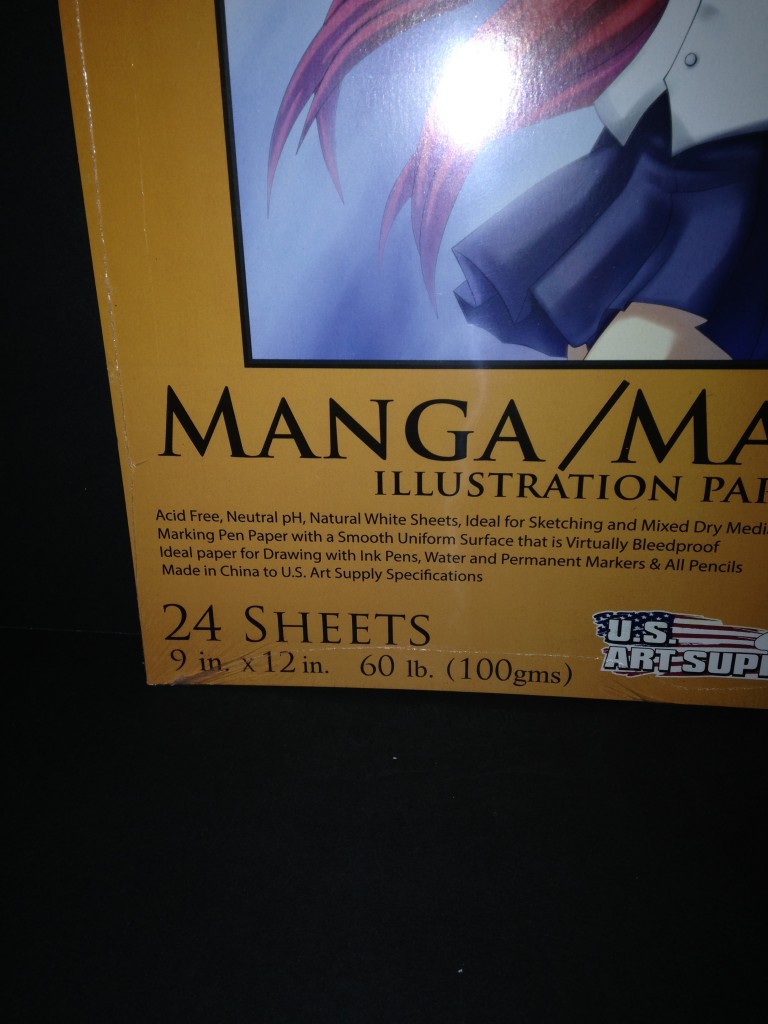 MANGA/MA
ILLUSTRATION PAP
Acid Free, Neutral pH, Natural White Sheets, Ideal for Sketching and Mixed Dry Media
Marking Pen Paper with a Smooth Uniform Surface that is Virtually Bleedproof
Ideal paper for Drawing with Ink Pens, Water and Permanent Markers & All Pencils
Made in China to U.S. Art Supply Specifications
24 SHEETS
9 in. x 12 in. 60 lb. (100gms)
U.S.
ART SUPP